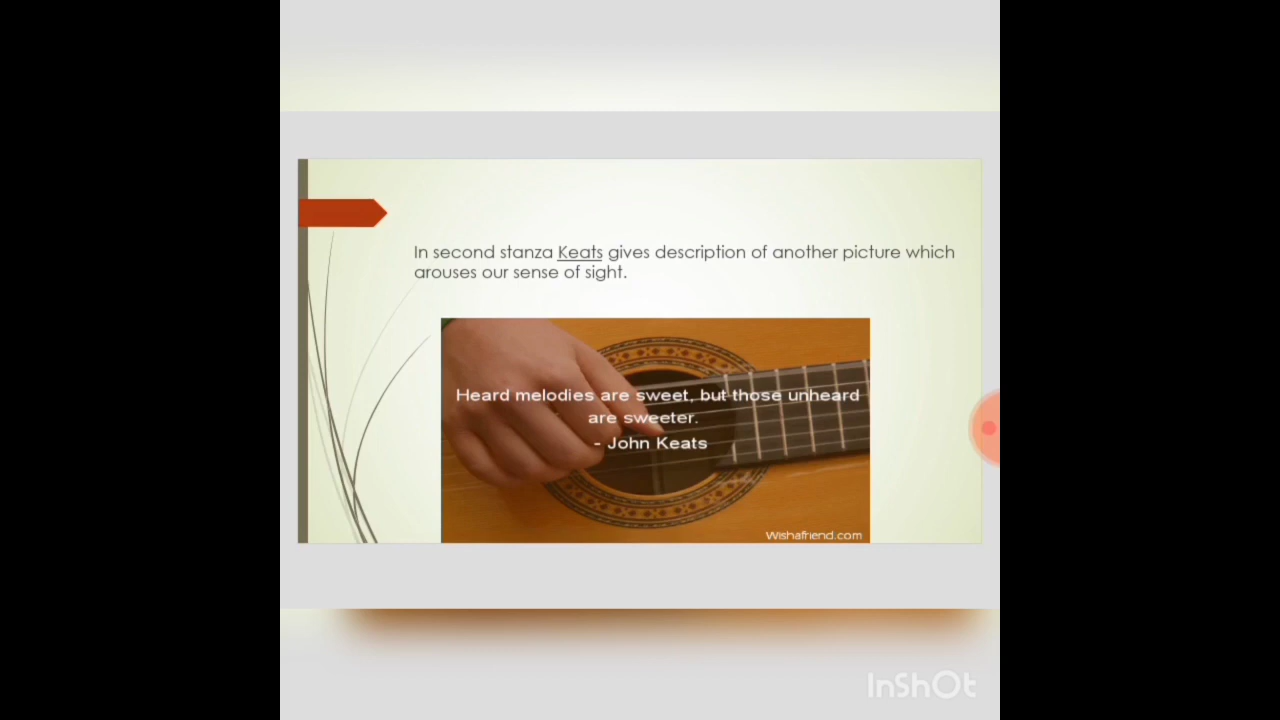 In second stanza Keats gives description of another picture which
arouses our sense of sight.
Heard melodies are sweet, but those unheard
are sweeter.
- John Keats
Wishafriend.com
InShOt